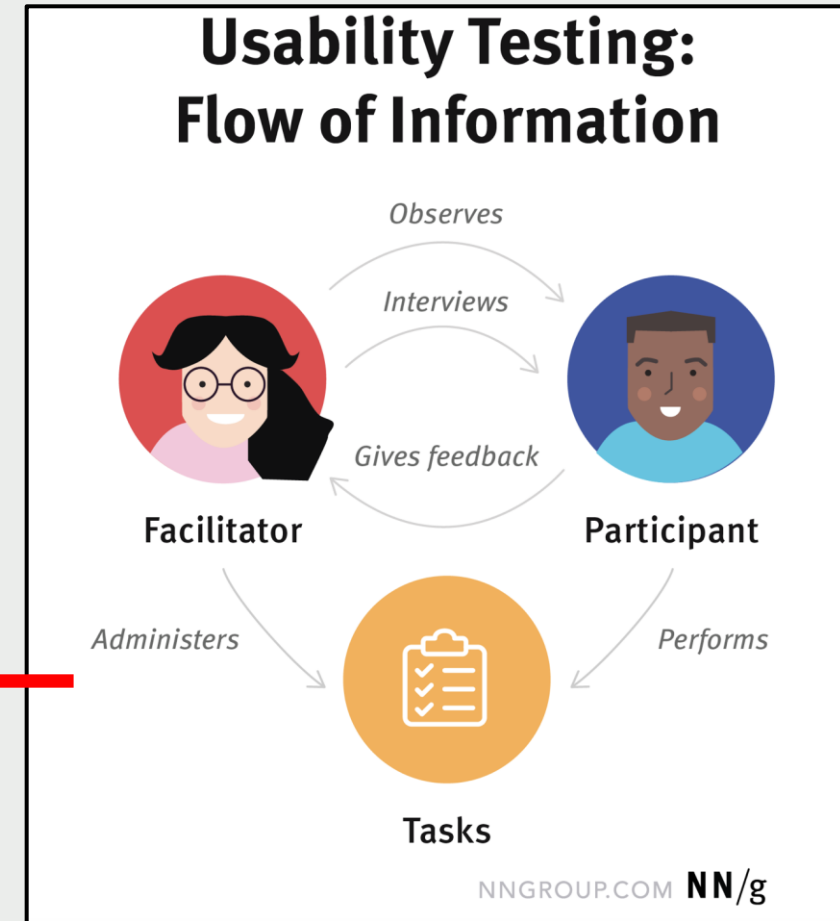 Usability Testing:
Flow of Information
Observes
Interviews
Gives feedback
Facilitator
Participant
Administers
Performs
Tasks
NNGROUP.COM NN/g